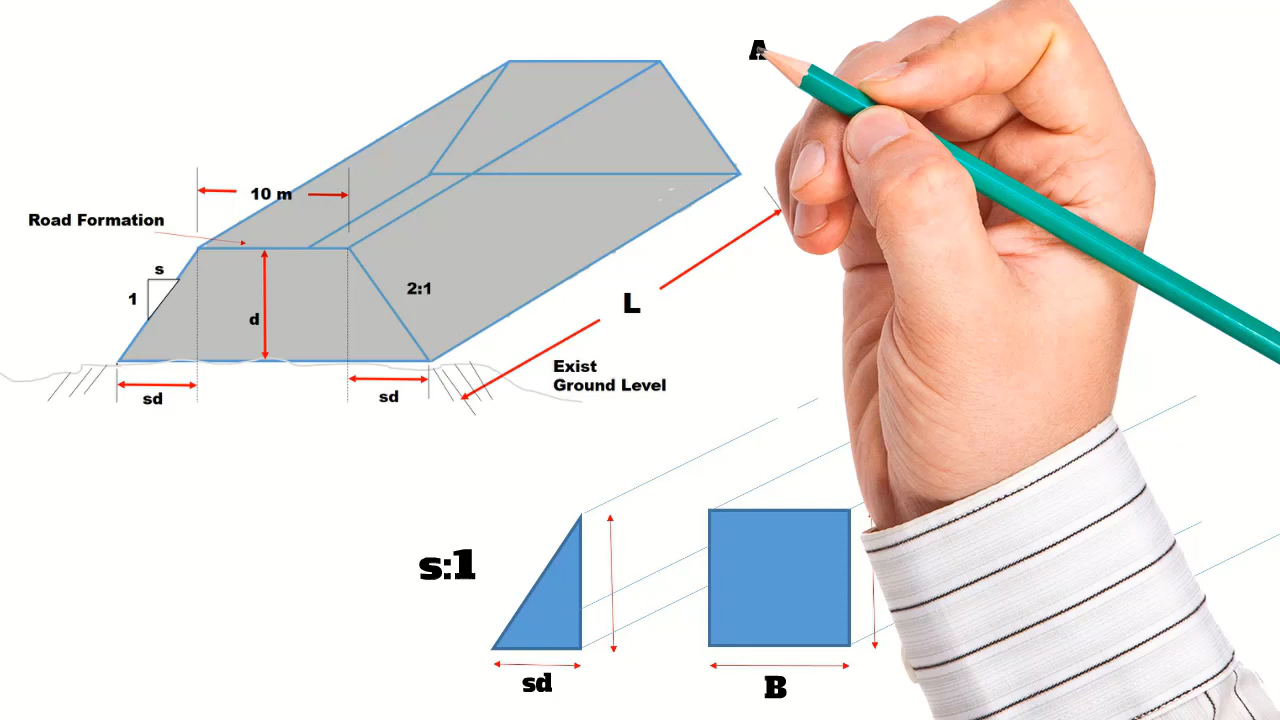 A
10 m
Road Formation
s
1
2:1
d
L
Exist
Ground Level
sd
sd
s:1
sd
B